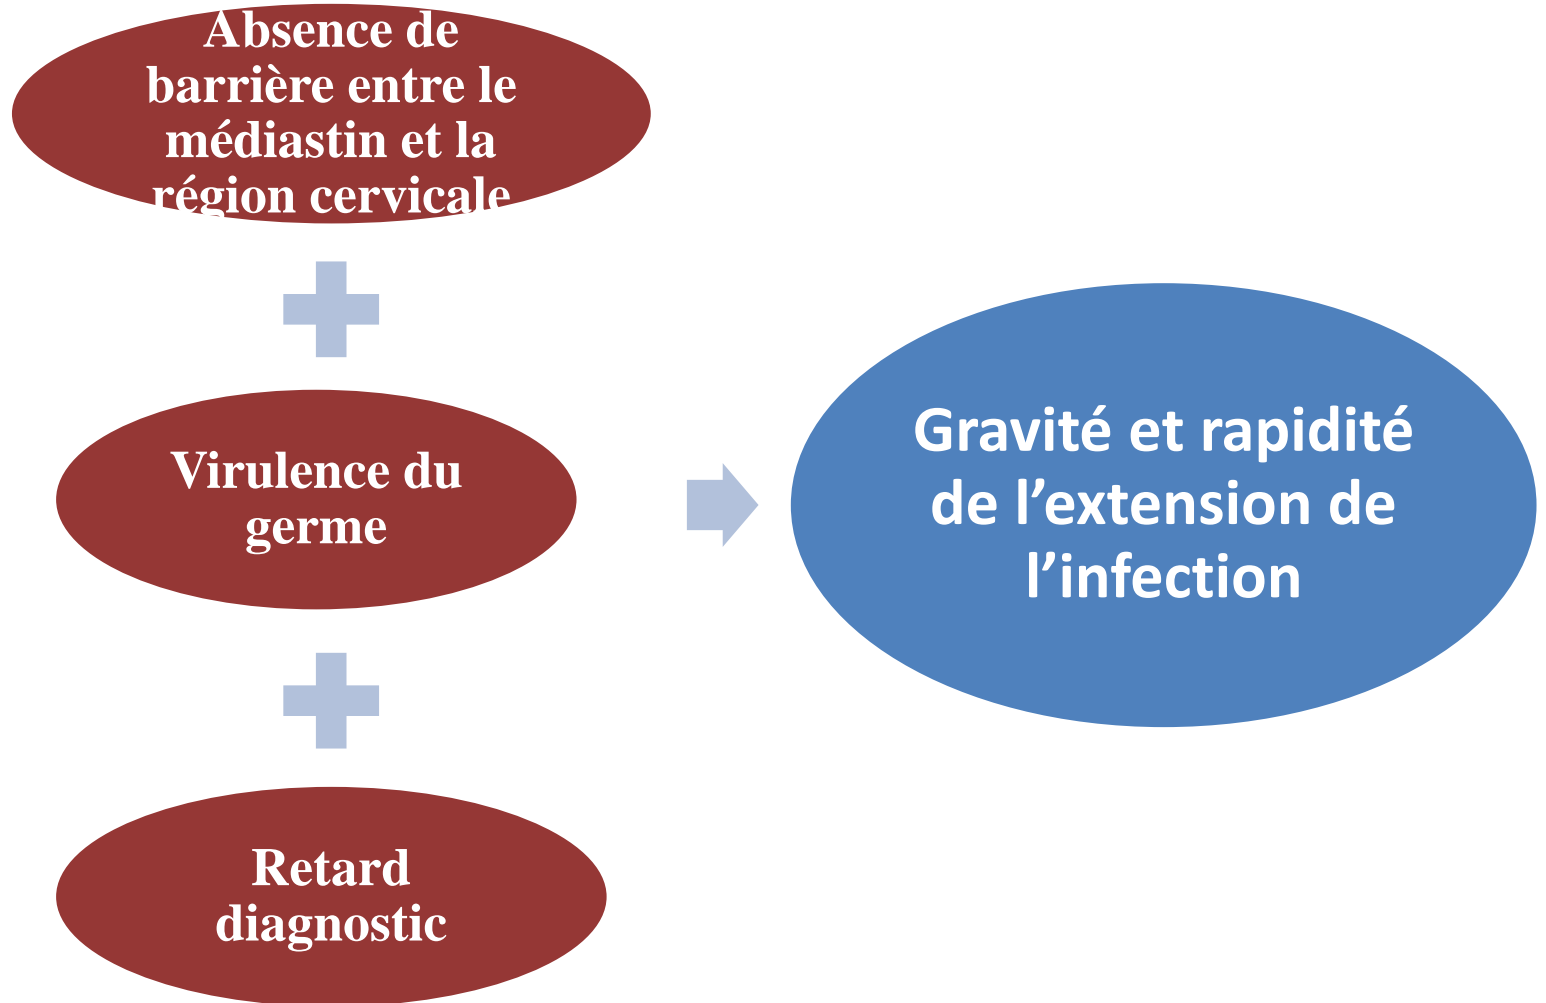 Absence de
barrière entre le
médiastin et la
région cervicale
Virulence du
germe
Retard
diagnostic
Gravité et rapidité
de l’extension de
l’infection